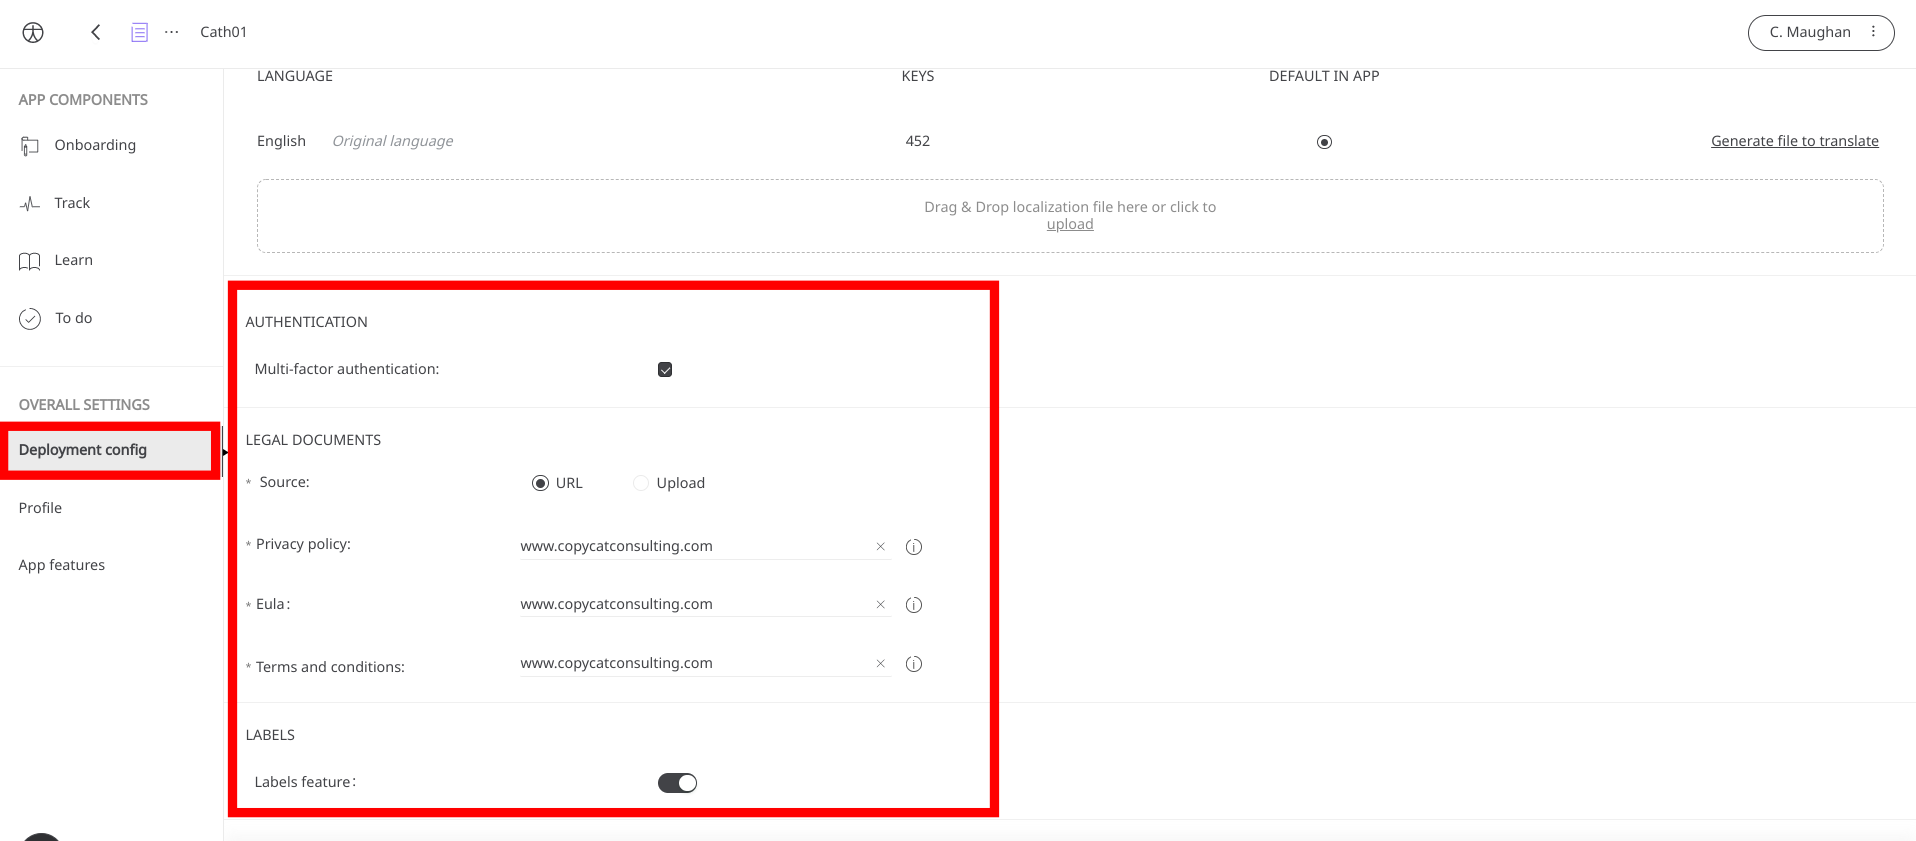 Cath01
C. Maughan
APP COMPONENTS
Onboarding
Track
Learn
To do
OVERALL SETTINGS
Deployment config
Profile
App features
LANGUAGE KEYS DEFAULT IN APP
English Original language 452 Generate file to translate
Drag & Drop localization file here or click to
upload
AUTHENTICATION
Multi-factor authentication:
LEGAL DOCUMENTS
* Source: URL Upload
* Privacy policy: www.copycatconsulting.com
* Eula: www.copycatconsulting.com
* Terms and conditions: www.copycatconsulting.com
LABELS
Labels feature: